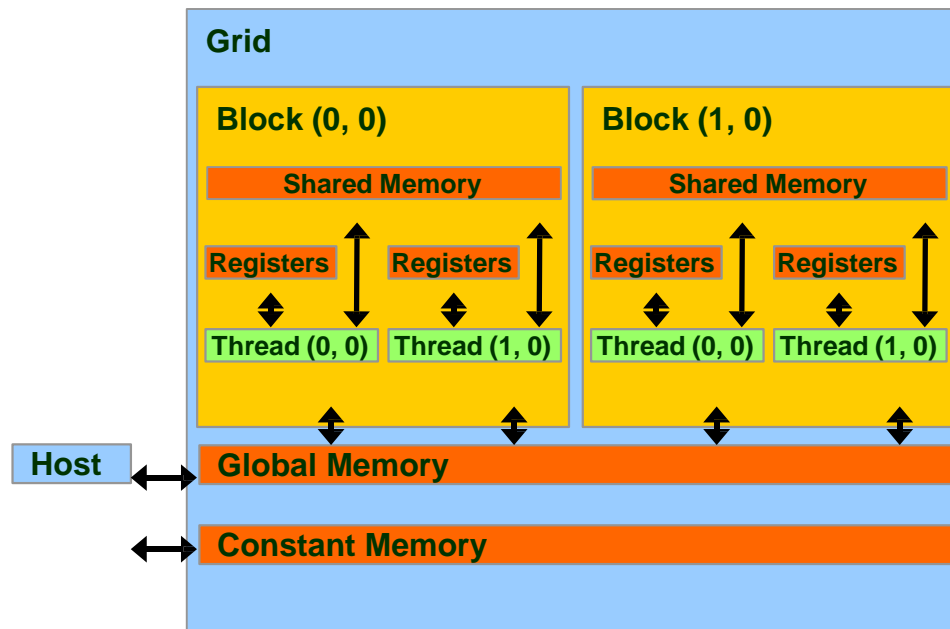 Grid
Block (0, 0)
Shared Memory
Registers
Registers
Thread (0, 0)
Thread (1, 0)
Block (1, 0)
Shared Memory
Registers
Registers
Thread (0, 0)
Thread (1, 0)
Host
Global Memory
Constant Memory